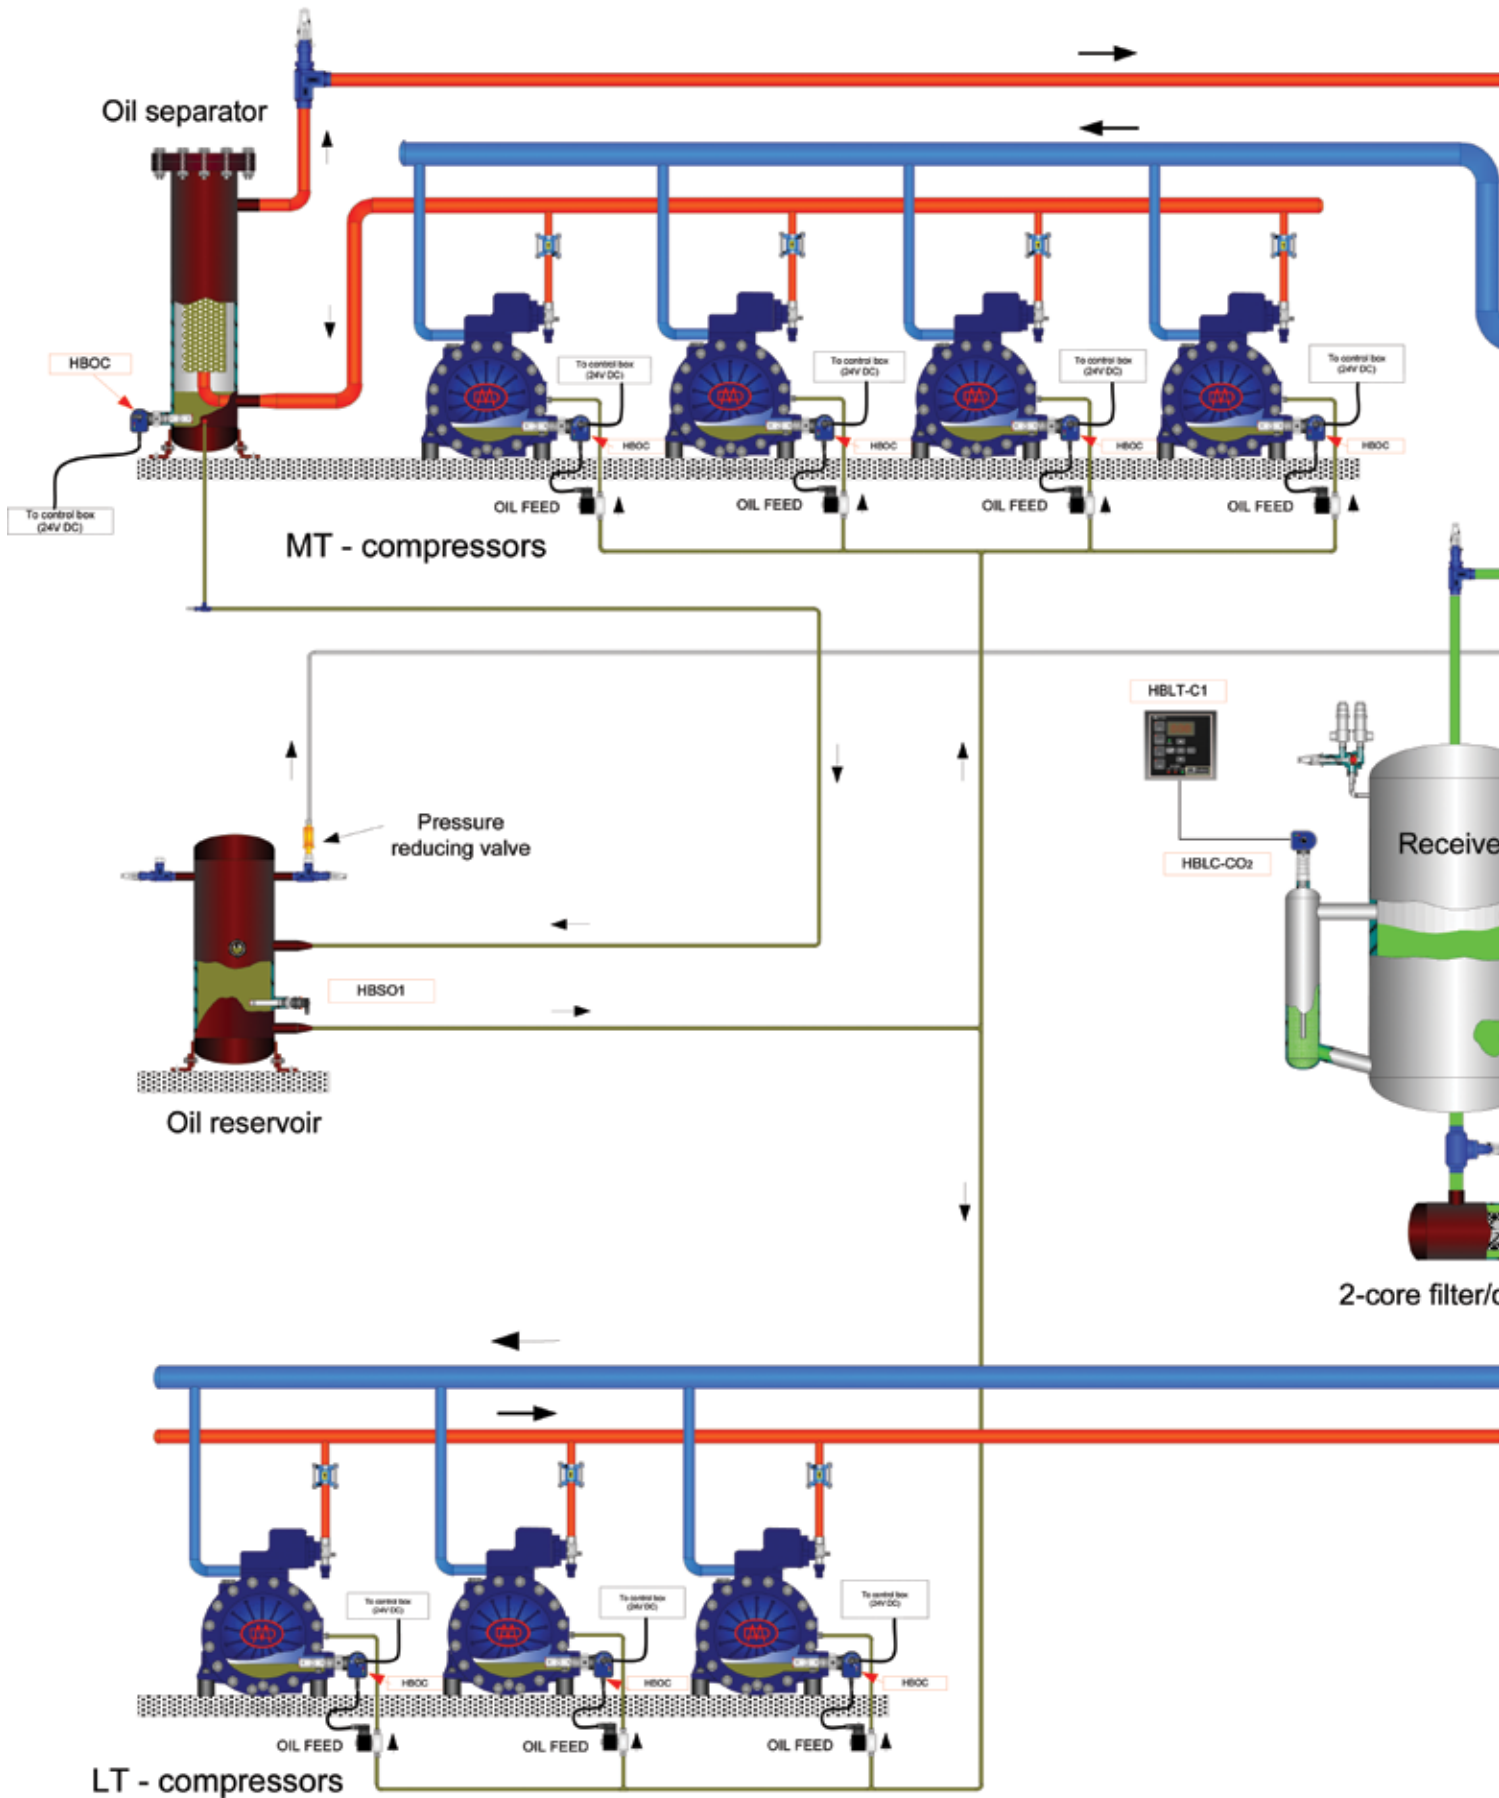 Oil separator
HBOC
To control box
(24V DC)
To control box
(24V DC)
To control box
(24V DC)
To control box
(24V DC)
To control box
(24V DC)
HBOC
HBOC
HBOC
HBOC
OIL FEED
OIL FEED
OIL FEED
OIL FEED
MT - compressors
HBLT-C1
HBLC-CO₂
Receive
Pressure
reducing valve
HBSO1
Oil reservoir
2-core filter/
To control box
(24V DC)
To control box
(24V DC)
To control box
(24V DC)
HBOC
HBOC
HBOC
OIL FEED
OIL FEED
OIL FEED
LT - compressors